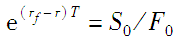 e^{(r_f − r)T} = S_0/F_0